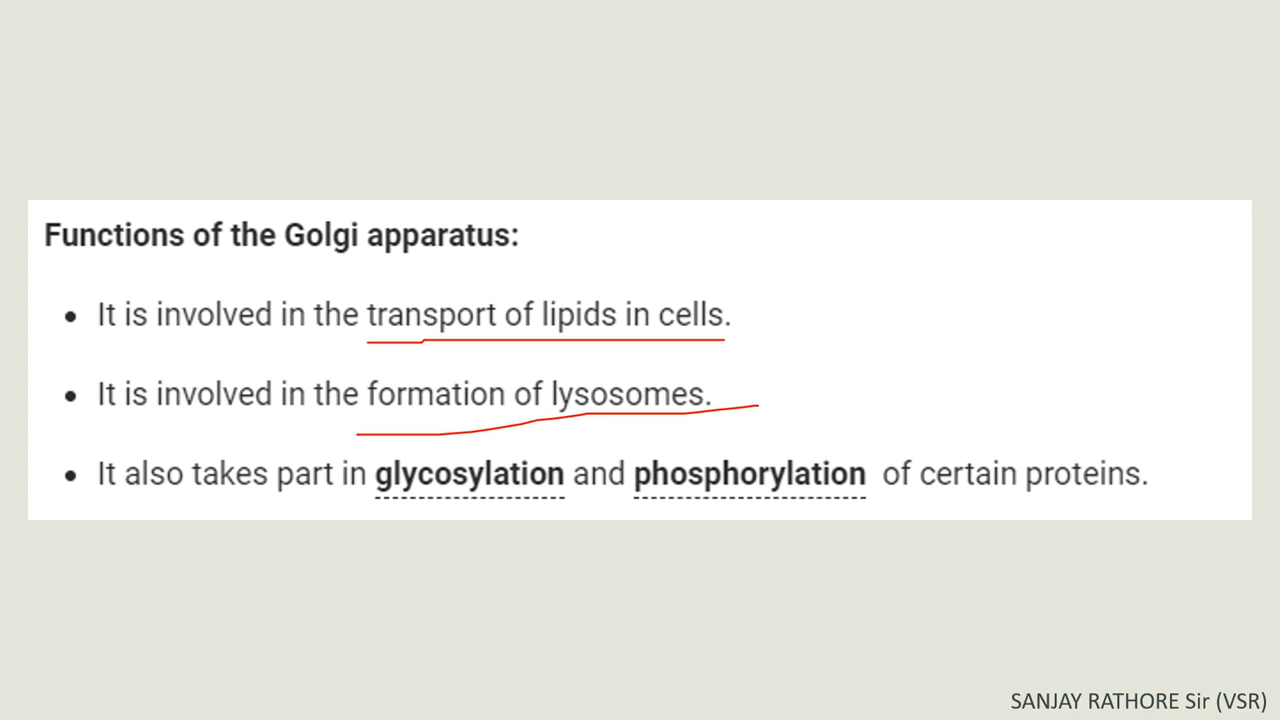 Functions of the Golgi apparatus:
• It is involved in the transport of lipids in cells.
• It is involved in the formation of lysosomes.
• It also takes part in glycosylation and phosphorylation of certain proteins.
SANJAY RATHORE Sir (VSR)